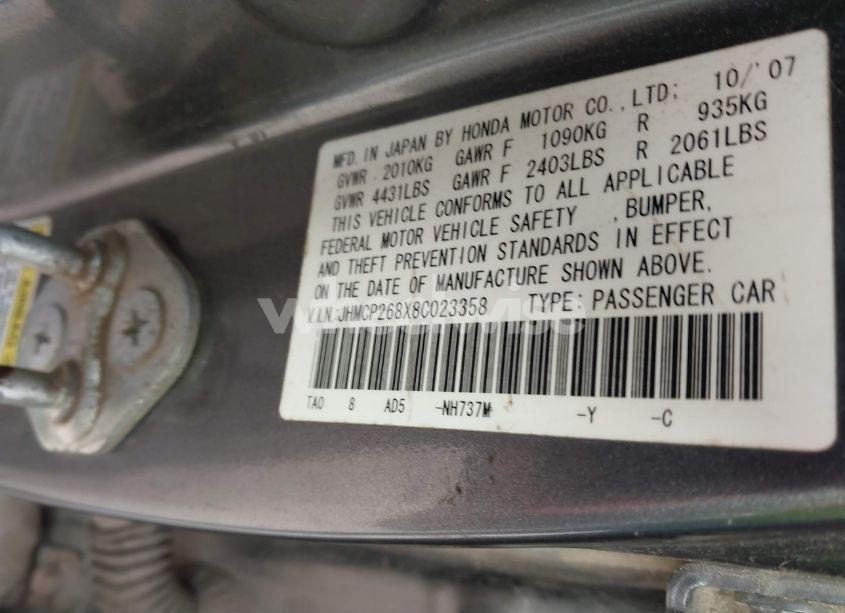 MFD. IN JAPAN BY HONDA MOTOR CO.,LTD; 10/'07
GVWR 2010KG GAWR F 1090KG R 935KG
GVWR 4431LBS GAWR F 2403LBS R 2061LBS
THIS VEHICLE CONFORMS TO ALL APPLICABLE
FEDERAL MOTOR VEHICLE SAFETY , BUMPER,
AND THEFT PREVENTION STANDARDS IN EFFECT
ON THE DATE OF MANUFACTURE SHOWN ABOVE.
V.I.N: JHMCP268X8C023358 TYPE: PASSENGER CAR
TA0 8 AD5 -NH737M -Y -C